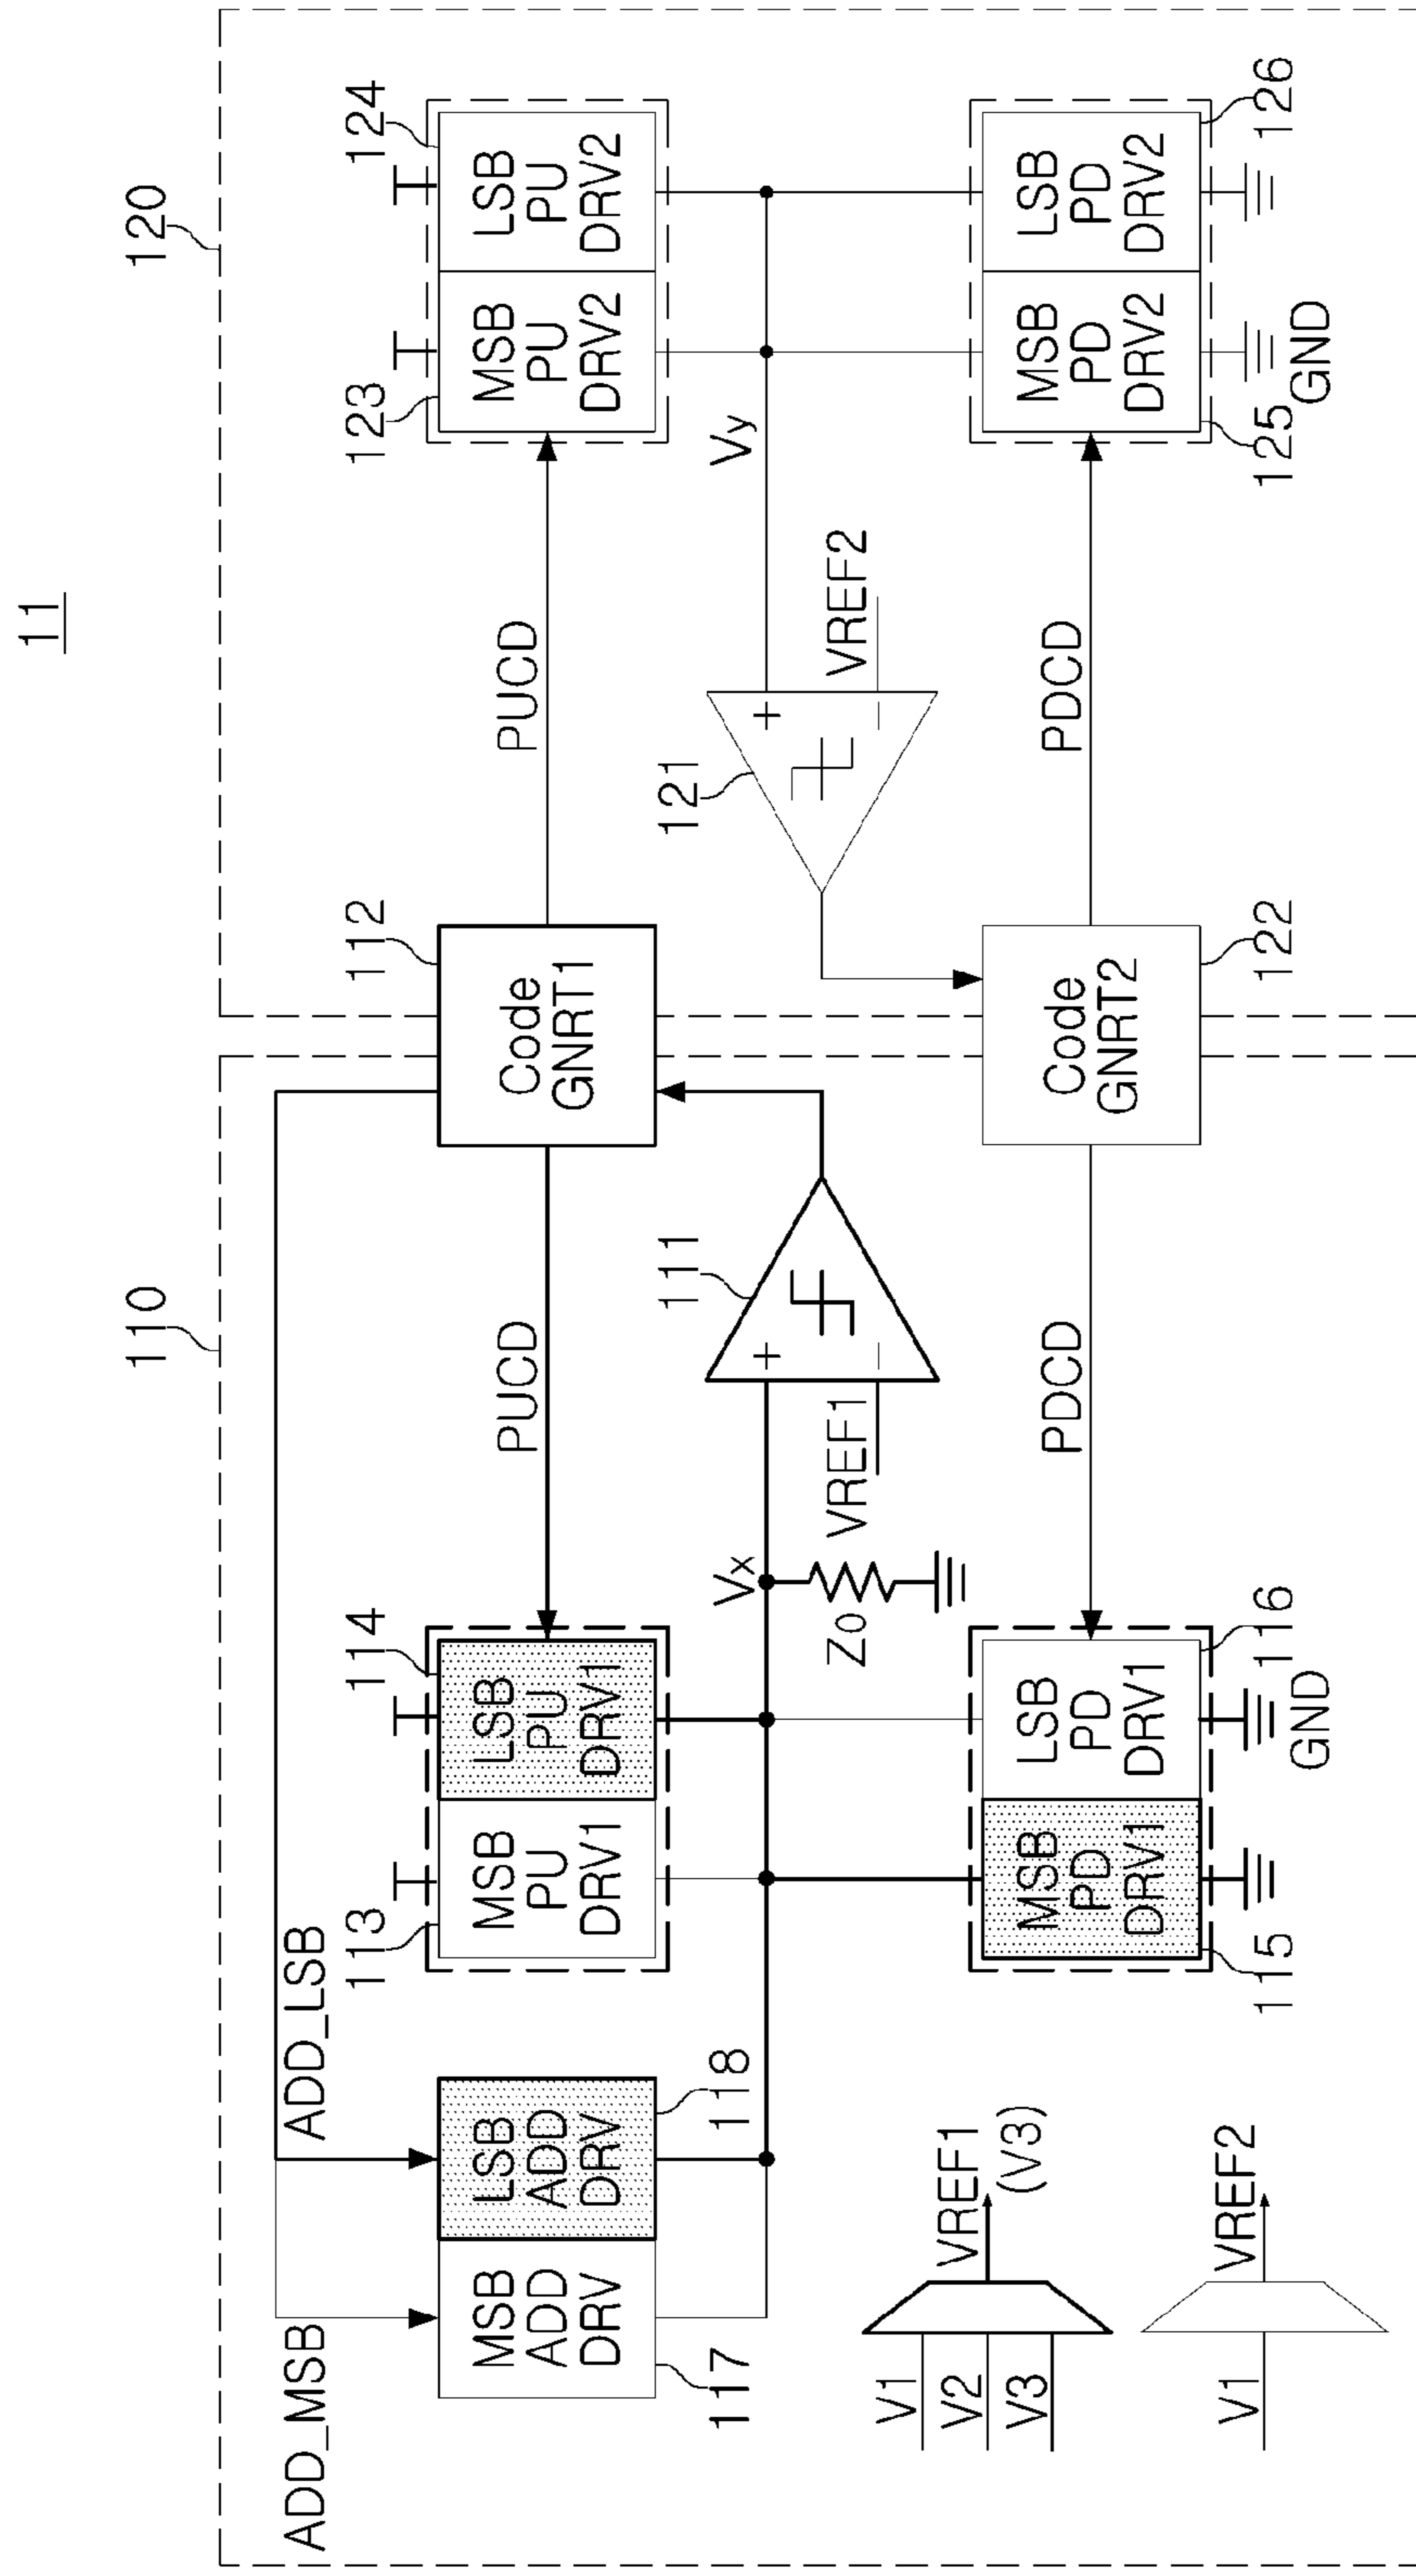 11
110
120
ADD_MSB
ADD_LSB
MSB
ADD
DRV
117
LSB
ADD
DRV
118
113
MSB
PU
DRV1
114
LSB
PU
DRV1
PUCD
112
Code
GNRT1
PUCD
123
MSB
PU
DRV2
124
LSB
PU
DRV2
Vx
Z0
VREF1
111
+
−
121
+
−
VREF2
Vy
V1
V2
V3
VREF1
(V3)
V1
VREF2
MSB
PD
DRV1
115
LSB
PD
DRV1
116
GND
PDCD
Code
GNRT2
122
PDCD
MSB
PD
DRV2
125
LSB
PD
DRV2
126
GND